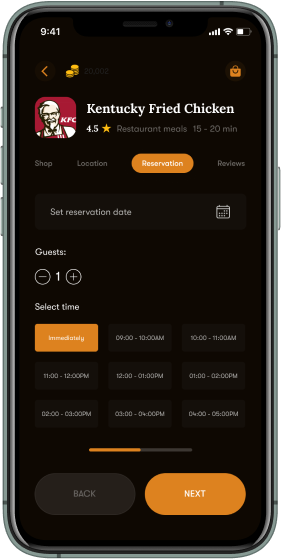 9:41
20,002
KFC
Kentucky Fried Chicken
4.5 ★ Restaurant meals 15 - 20 min
Shop Location Reservation Reviews
Set reservation date
Guests:
1
Select time
Immediately 09:00 - 10:00AM 10:00 - 11:00AM
11:00 - 12:00PM 12:00 - 01:00PM 01:00 - 02:00PM
02:00 - 03:00PM 03:00 - 04:00PM 04:00 - 05:00PM
BACK NEXT